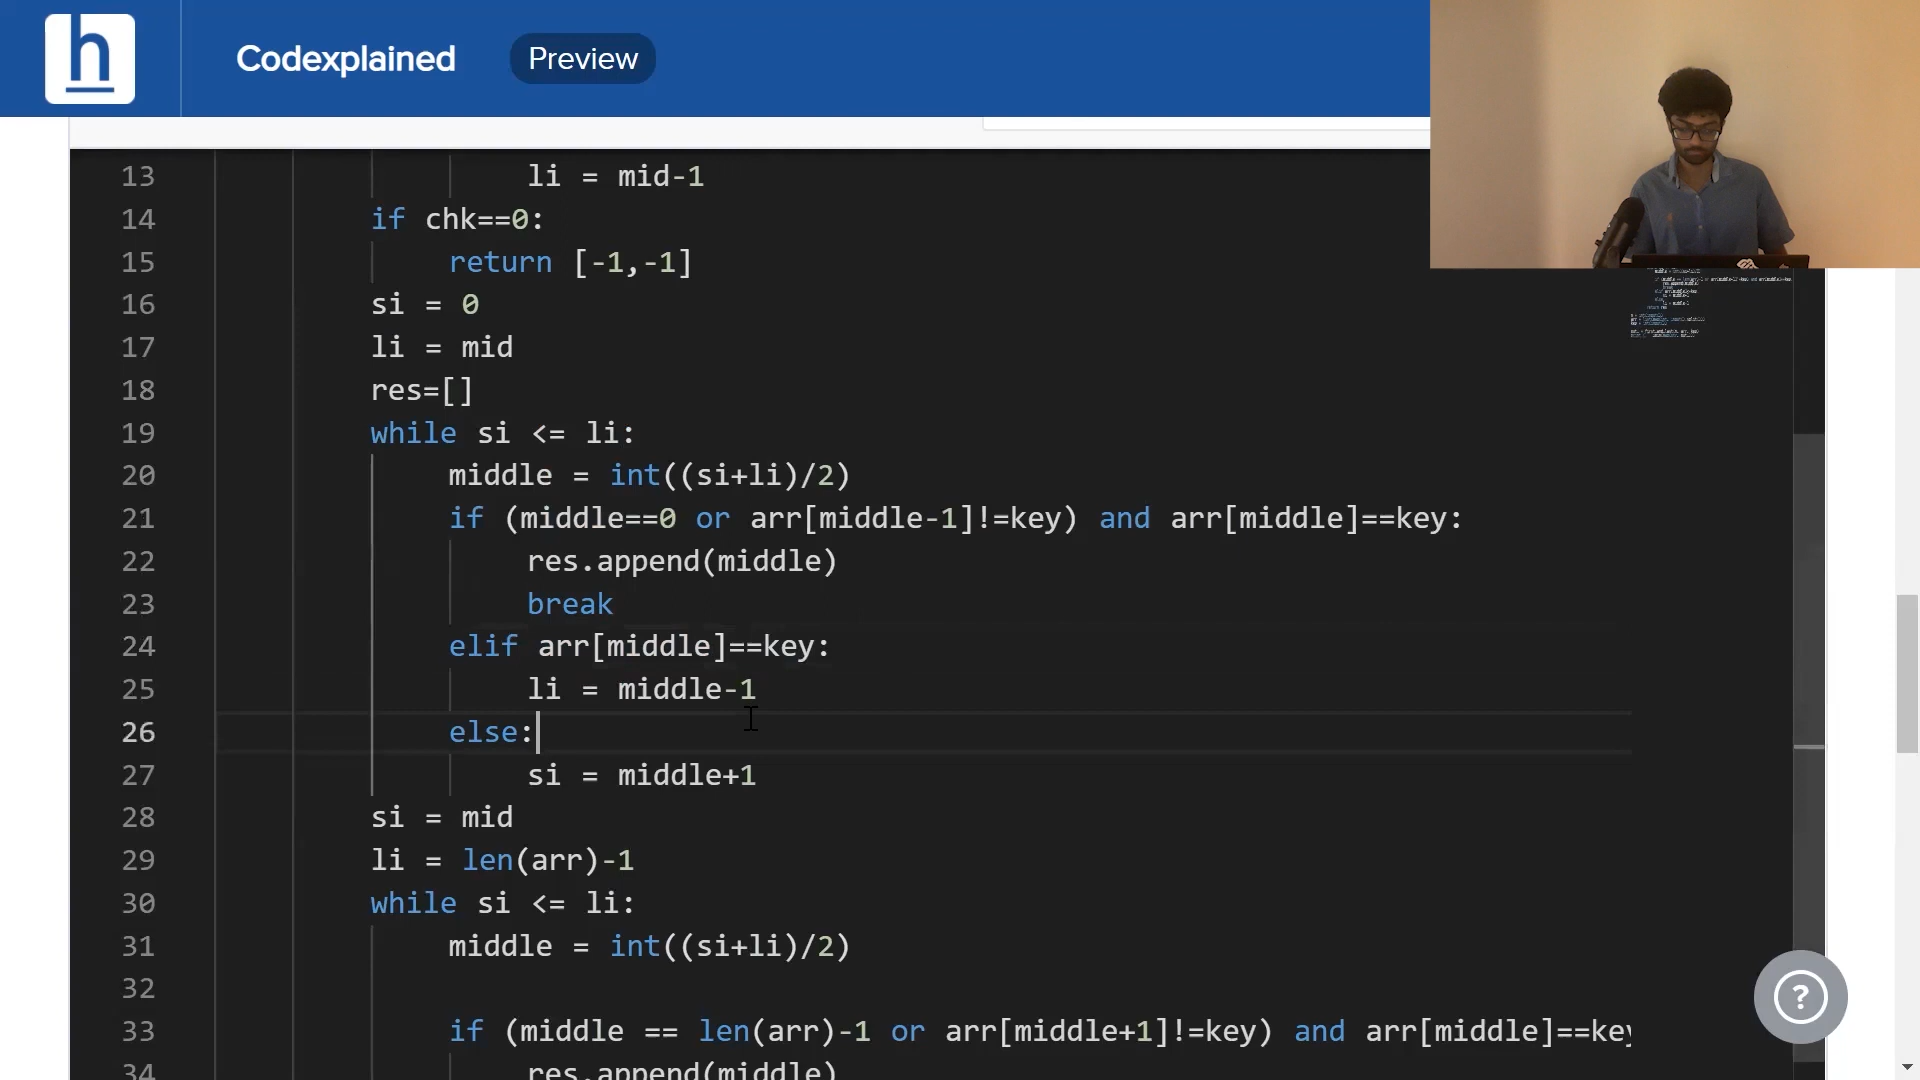 h
Codexplained
Preview
13 li = mid-1
14 if chk==0:
15 return [-1,-1]
16 si = 0
17 li = mid
18 res=[]
19 while si <= li:
20 middle = int((si+li)/2)
21 if (middle==0 or arr[middle-1]!=key) and arr[middle]==key:
22 res.append(middle)
23 break
24 elif arr[middle]==key:
25 li = middle-1
26 else:
27 si = middle+1
28 si = mid
29 li = len(arr)-1
30 while si <= li:
31 middle = int((si+li)/2)
32
33 if (middle == len(arr)-1 or arr[middle+1]!=key) and arr[middle]==key
34 res.append(middle)
?